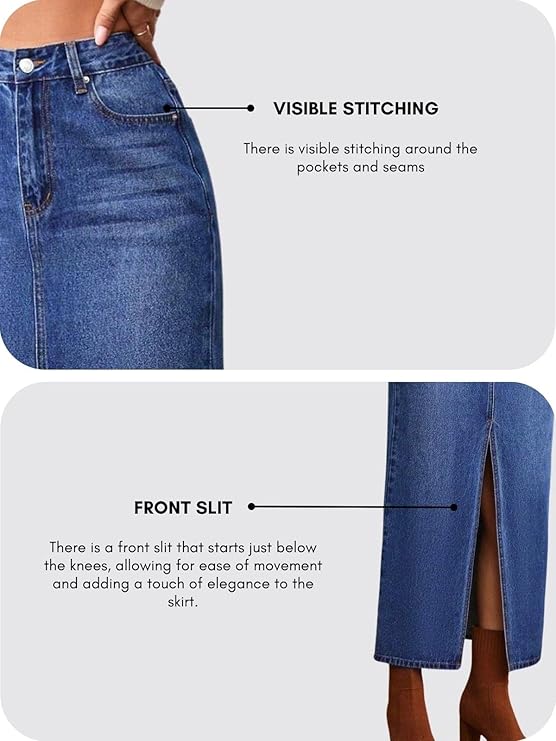 VISIBLE STITCHING
There is visible stitching around the
pockets and seams
FRONT SLIT
There is a front slit that starts just below
the knees, allowing for ease of movement
and adding a touch of elegance to the
skirt.